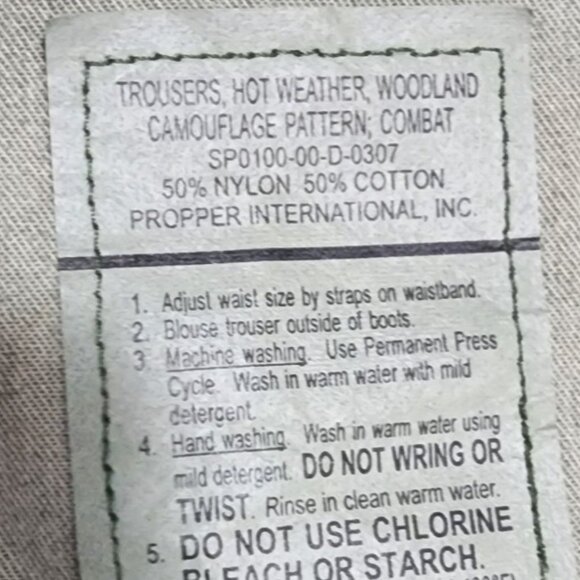 TROUSERS, HOT WEATHER, WOODLAND
CAMOUFLAGE PATTERN; COMBAT
SP0100-00-D-0307
50% NYLON 50% COTTON
PROPPER INTERNATIONAL, INC.
1. Adjust waist size by straps on waistband.
2. Blouse trouser outside of boots.
3 Machine washing. Use Permanent Press
Cycle. Wash in warm water with mild
detergent.
4. Hand washing. Wash in warm water using
mild detergent. DO NOT WRING OR
TWIST. Rinse in clean warm water.
5. DO NOT USE CHLORINE
BLEACH OR STARCH.